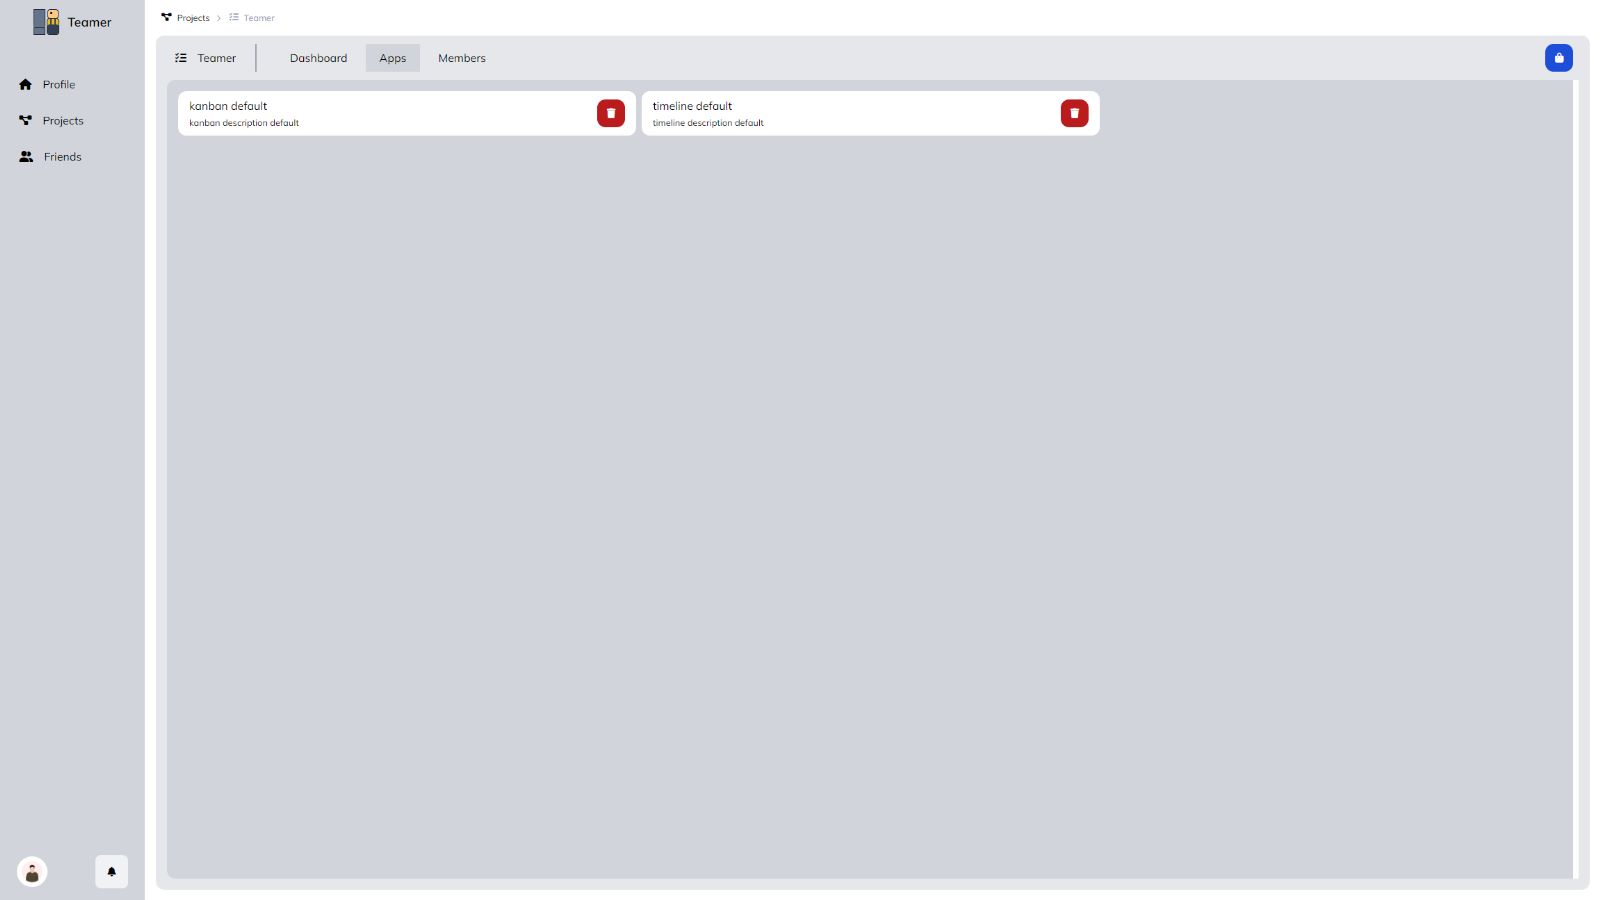 Teamer
Profile
Projects
Friends
Projects
Teamer
Teamer
Dashboard
Apps
Members
kanban default
kanban description default
timeline default
timeline description default